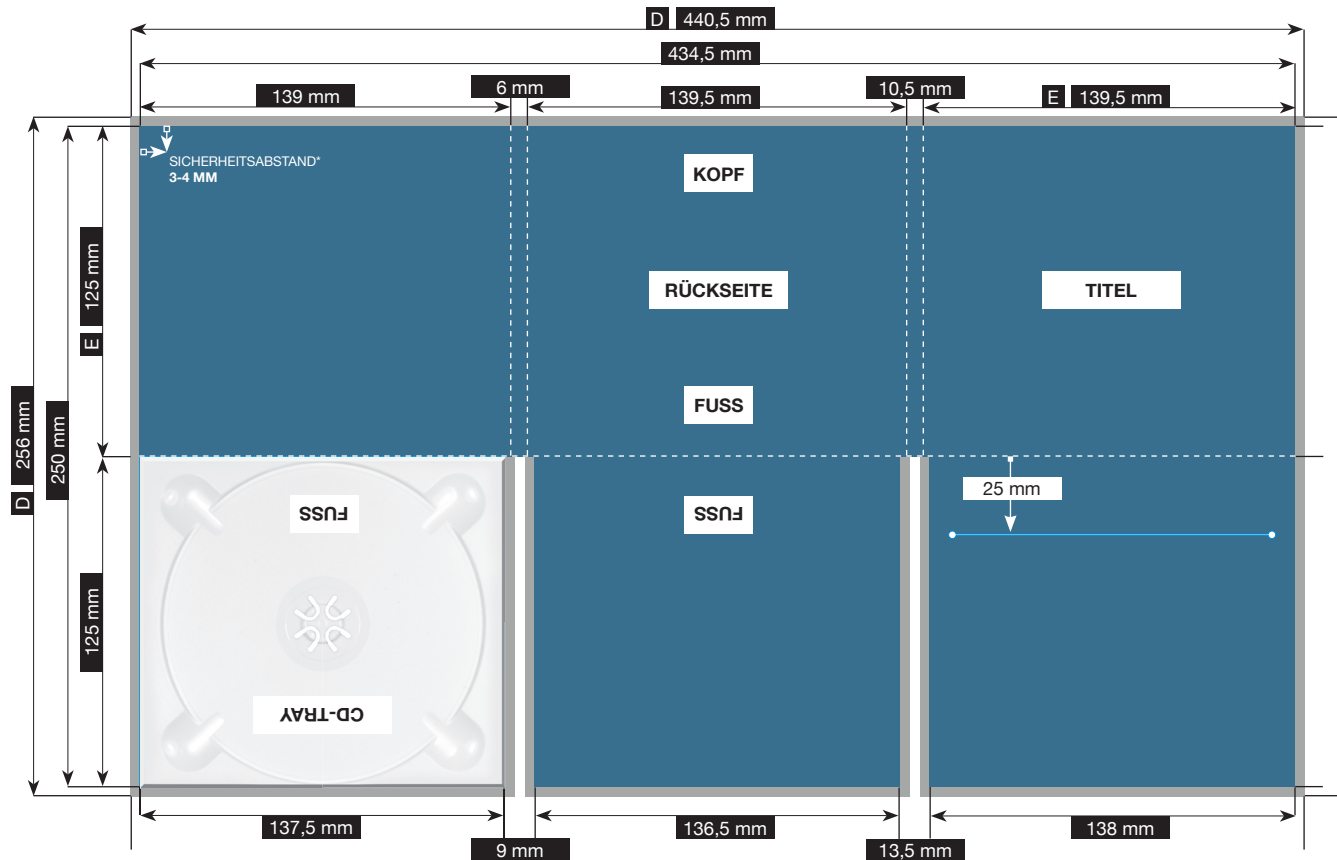 D 440,5 mm
434,5 mm
139 mm
6 mm
139,5 mm
10,5 mm
E 139,5 mm
SICHERHEITSABSTAND*
3-4 MM
KOPF
RÜCKSEITE
TITEL
FUSS
E 125 mm
D 256 mm
250 mm
125 mm
FUSS
FUSS
25 mm
CD-TRAY
137,5 mm
9 mm
136,5 mm
13,5 mm
138 mm
D